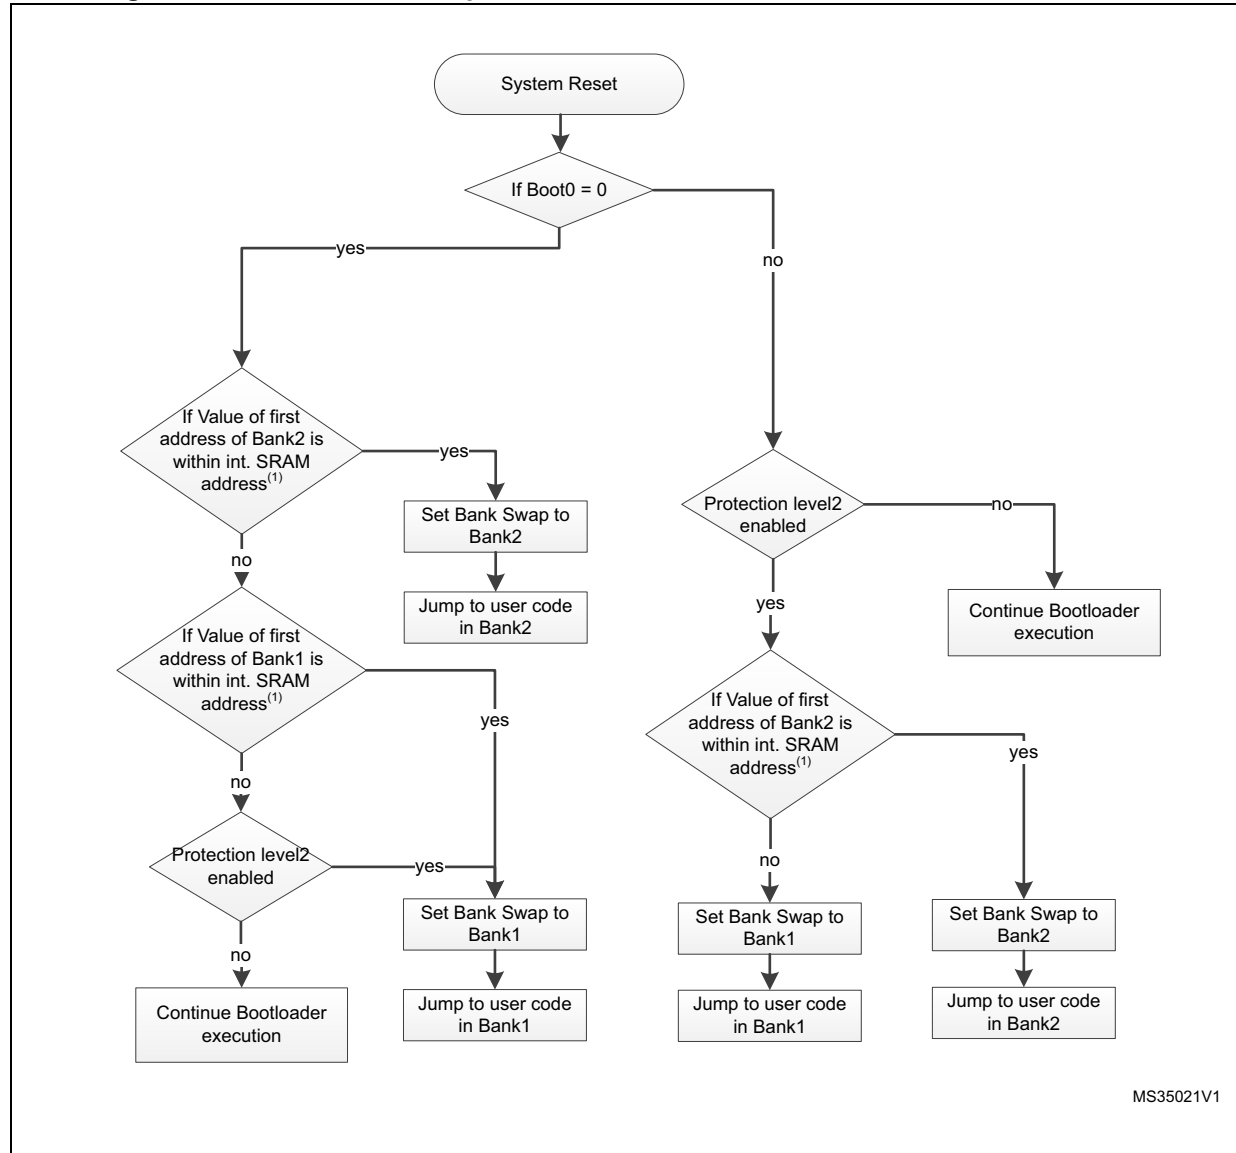 System Reset
If Boot0 = 0
yes
no
If Value of first
address of Bank2 is
within int. SRAM
address(1)
yes
Set Bank Swap to
Bank2
Protection level2
enabled
no
no
Jump to user code
in Bank2
yes
Continue Bootloader
execution
If Value of first
address of Bank1 is
within int. SRAM
address(1)
yes
If Value of first
address of Bank2 is
within int. SRAM
address(1)
yes
no
Protection level2
enabled
yes
no
Set Bank Swap to
Bank1
Set Bank Swap to
Bank1
Set Bank Swap to
Bank2
no
Continue Bootloader
execution
Jump to user code
in Bank1
Jump to user code
in Bank1
Jump to user code
in Bank2
MS35021V1